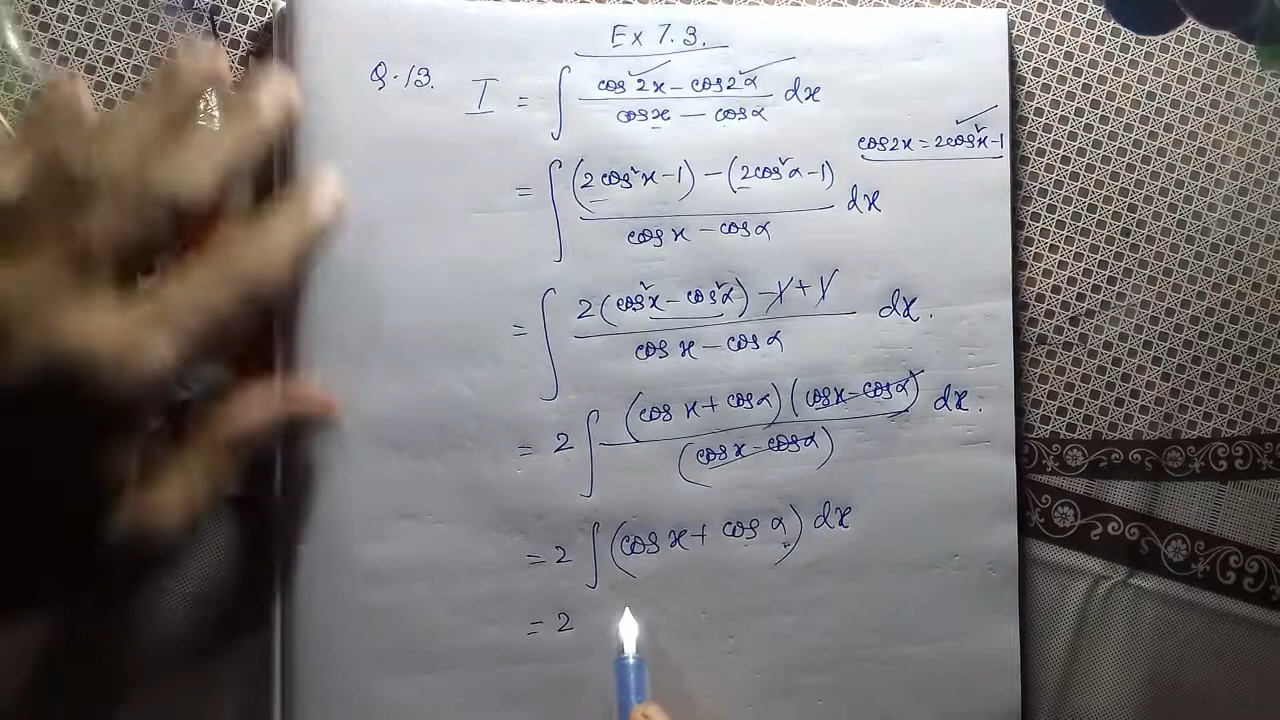 Ex 7.3.
Q.13. I = ∫ (cos 2x - cos 2α)/(cos x - cos α) dx
cos 2x = 2cos²x - 1
= ∫ ((2cos²x - 1) - (2cos²α - 1))/(cos x - cos α) dx
= ∫ (2(cos²x - cos²α) - 1 + 1)/(cos x - cos α) dx.
= 2 ∫ ((cos x + cos α)(cos x - cos α))/((cos x - cos α)) dx.
= 2 ∫ (cos x + cos α) dx
= 2